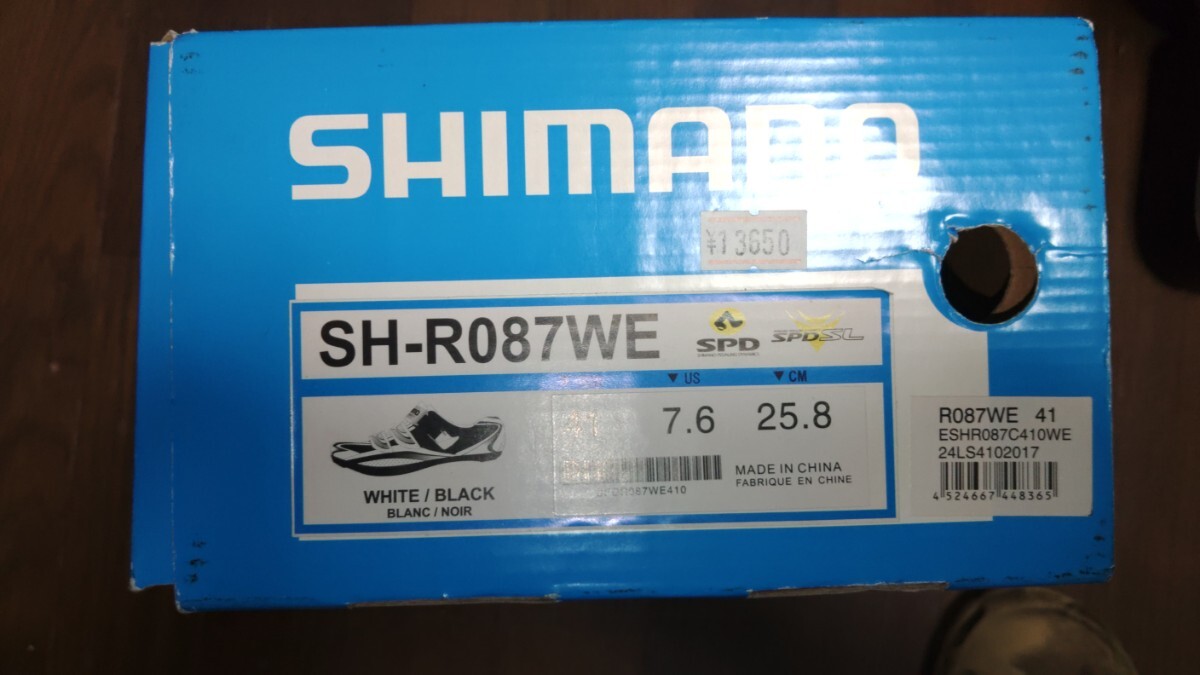 SHIMANO
¥13650
SH-R087WE
SPD
SPD-SL
▼ US
▼ CM
7.6
25.8
MADE IN CHINA
FABRIQUE EN CHINE
WHITE / BLACK
BLANC / NOIR
R087WE 41
ESHR087C410WE
24LS4102017
4 524667 448365